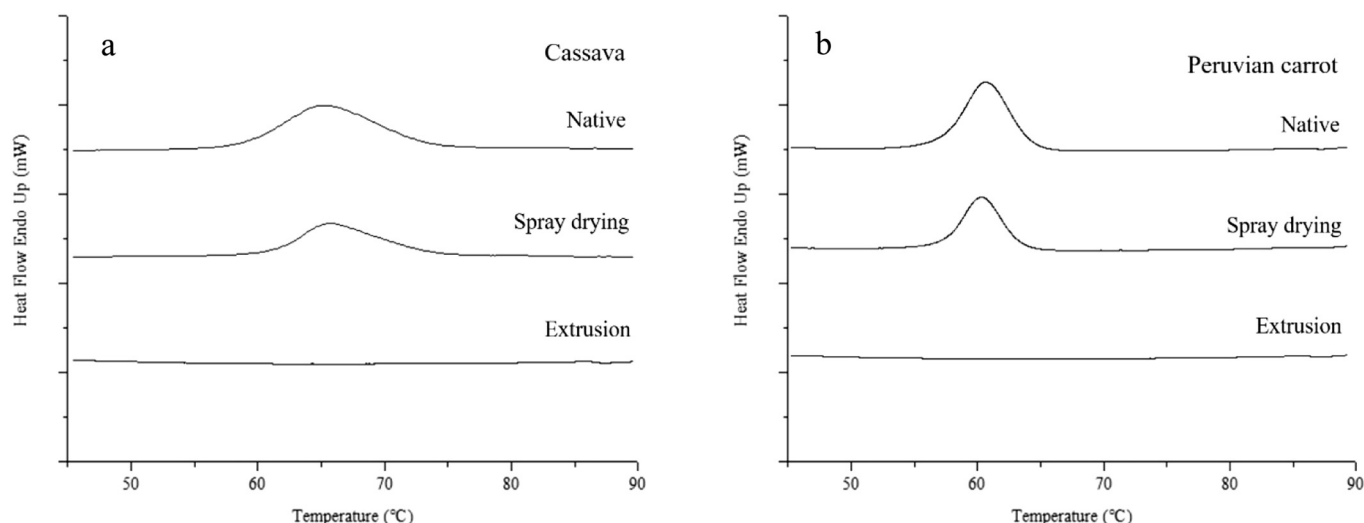 a
Cassava
Native
Spray drying
Extrusion
Heat Flow Endo Up (mW)
50 60 70 80 90
Temperature (℃)
b
Peruvian carrot
Native
Spray drying
Extrusion
Heat Flow Endo Up (mW)
50 60 70 80 90
Temperature (℃)